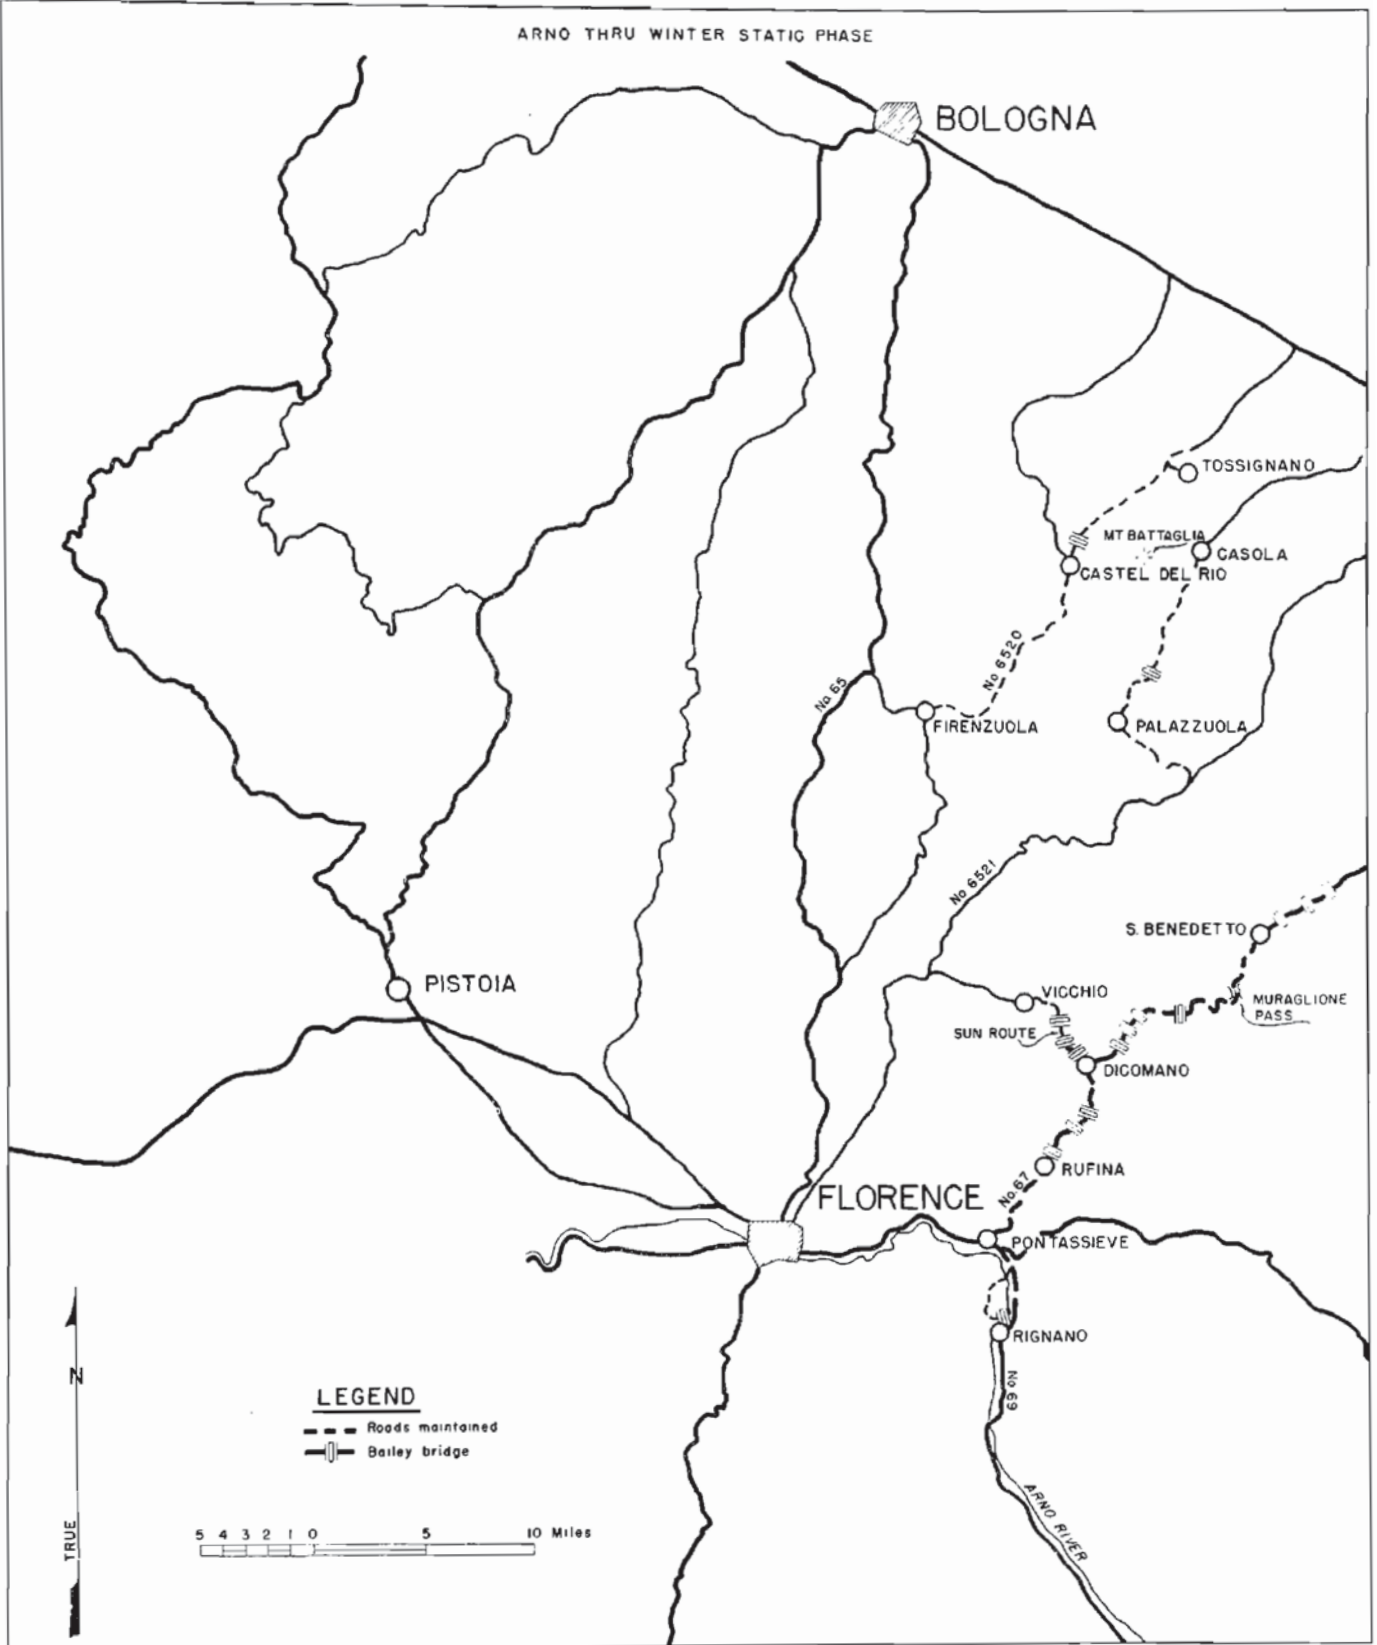 ARNO THRU WINTER STATIC PHASE
BOLOGNA
TOSSIGNANO
MT BATTAGLIA
CASOLA
CASTEL DEL RIO
No 6520
No 65
FIRENZUOLA
PALAZZUOLA
No 6521
S. BENEDETTO
PISTOIA
VICCHIO
MURAGLIONE
PASS
SUN ROUTE
DICOMANO
RUFINA
No 67
FLORENCE
PONTASSIEVE
RIGNANO
No 69
ARNO RIVER
N
TRUE
LEGEND
Roads maintained
Bailey bridge
5 4 3 2 1 0 5 10 Miles